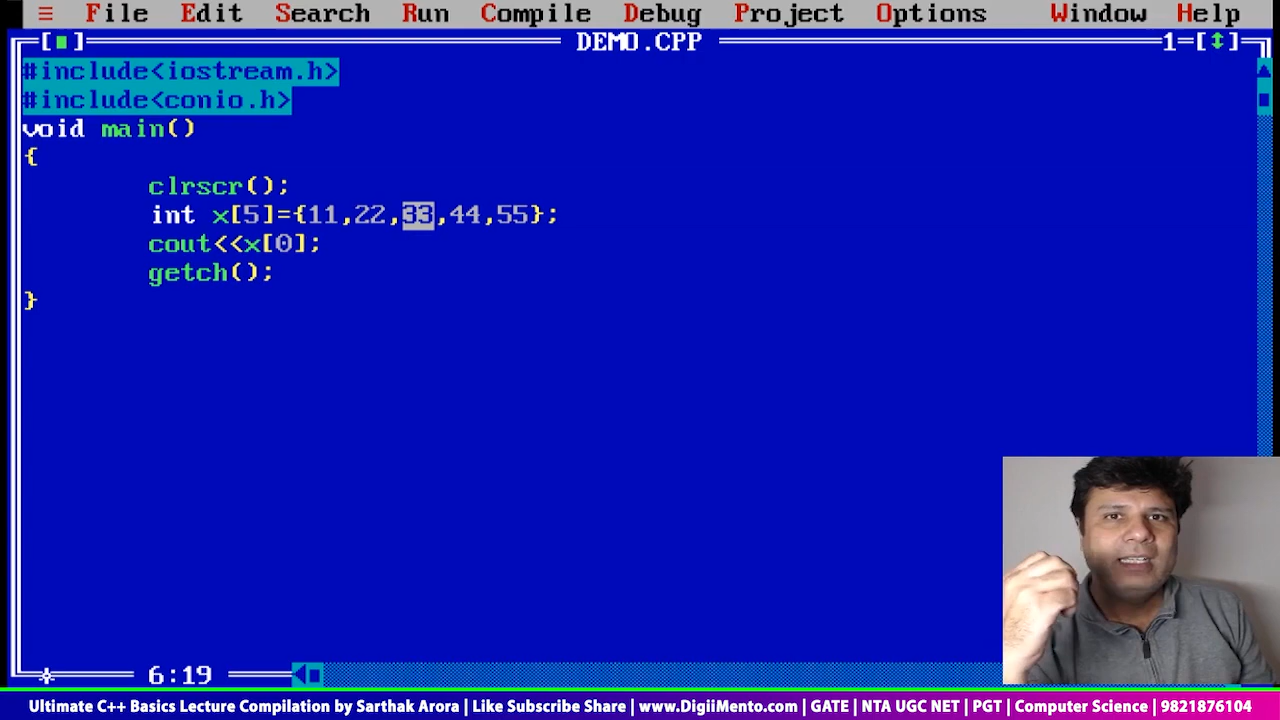 ≡ File Edit Search Run Compile Debug Project Options Window Help
[■] DEMO.CPP 1=[↕]
#include<iostream.h>
#include<conio.h>
void main()
{
clrscr();
int x[5]={11,22,33,44,55};
cout<<x[0];
getch();
}
6:19
Ultimate C++ Basics Lecture Compilation by Sarthak Arora | Like Subscribe Share | www.DigiiMento.com | GATE | NTA UGC NET | PGT | Computer Science | 9821876104